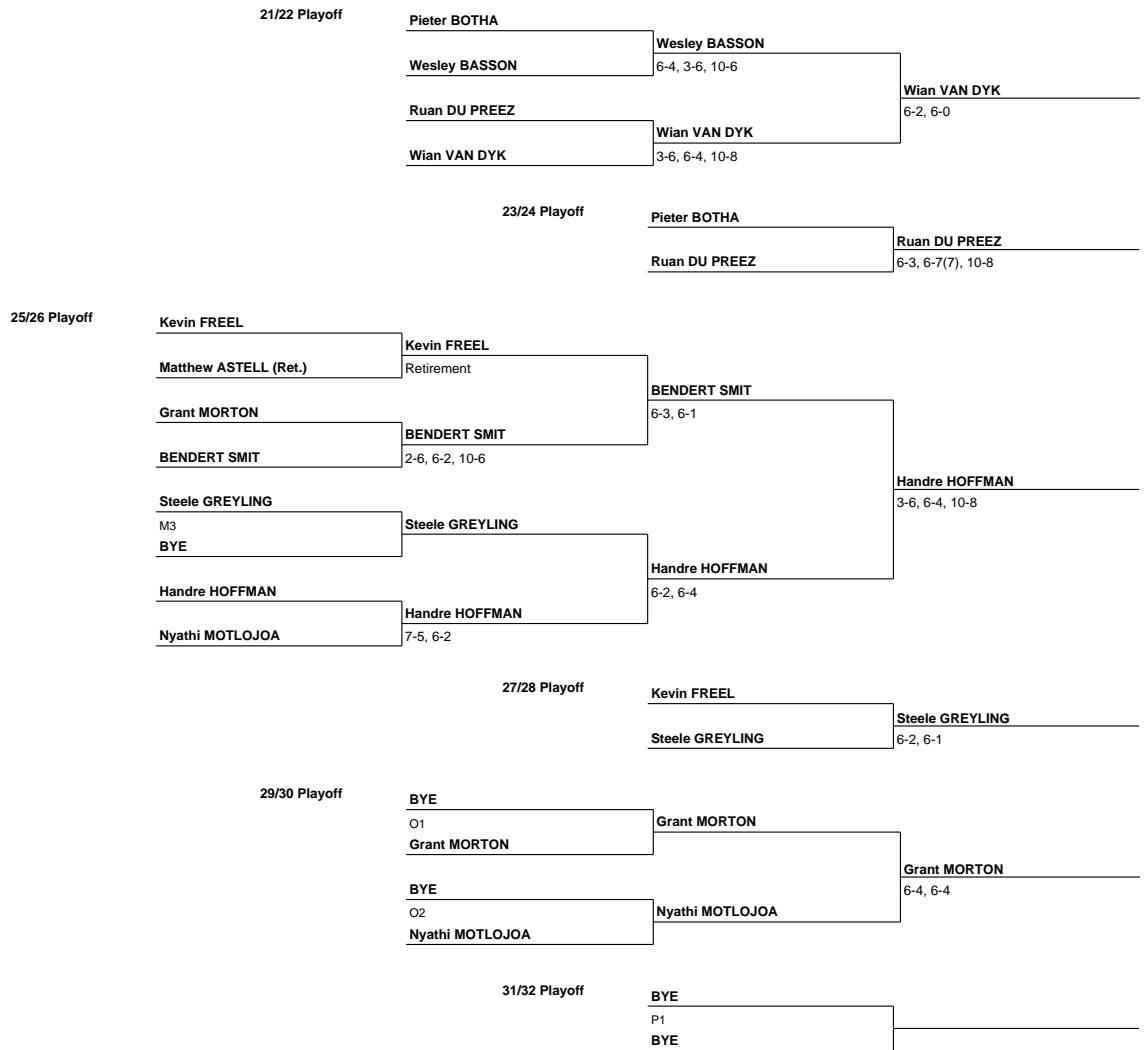 21/22 Playoff
Pieter BOTHA
Wesley BASSON
Wesley BASSON
6-4, 3-6, 10-6
Wian VAN DYK
6-2, 6-0
Ruan DU PREEZ
Wian VAN DYK
Wian VAN DYK
3-6, 6-4, 10-8
23/24 Playoff
Pieter BOTHA
Ruan DU PREEZ
Ruan DU PREEZ
6-3, 6-7(7), 10-8
25/26 Playoff
Kevin FREEL
Kevin FREEL
Matthew ASTELL (Ret.)
Retirement
BENDERT SMIT
6-3, 6-1
Grant MORTON
BENDERT SMIT
BENDERT SMIT
2-6, 6-2, 10-6
Handre HOFFMAN
3-6, 6-4, 10-8
Steele GREYLING
M3
Steele GREYLING
BYE
Handre HOFFMAN
6-2, 6-4
Handre HOFFMAN
Handre HOFFMAN
Nyathi MOTLOJOA
7-5, 6-2
27/28 Playoff
Kevin FREEL
Steele GREYLING
Steele GREYLING
6-2, 6-1
29/30 Playoff
BYE
O1
Grant MORTON
Grant MORTON
Grant MORTON
6-4, 6-4
BYE
O2
Nyathi MOTLOJOA
Nyathi MOTLOJOA
31/32 Playoff
BYE
P1
BYE